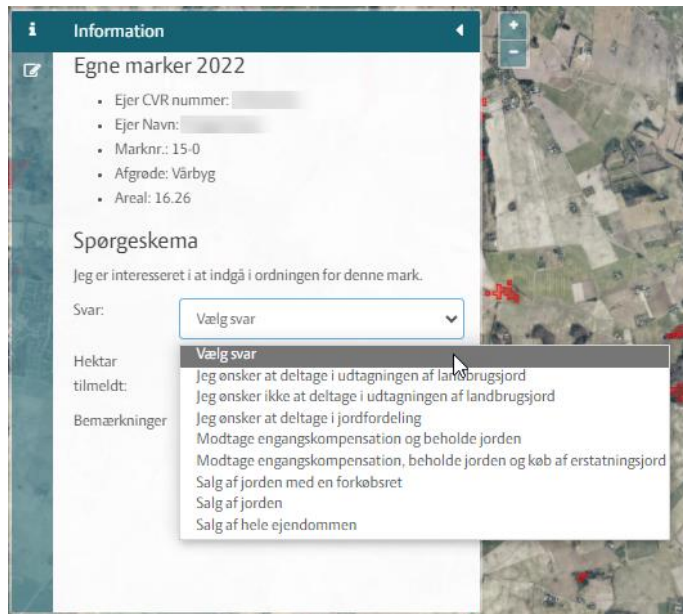 i Information
+
-
Egne marker 2022
• Ejer CVR nummer:
• Ejer Navn:
• Marknr.: 15-0
• Afgrøde: Vårbyg
• Areal: 16.26
Spørgeskema
Jeg er interesseret i at indgå i ordningen for denne mark.
Svar: Vælg svar
Hektar
tilmeldt:
Bemærkninger
Vælg svar
Jeg ønsker at deltage i udtagningen af landbrugsjord
Jeg ønsker ikke at deltage i udtagningen af landbrugsjord
Jeg ønsker at deltage i jordfordeling
Modtage engangskompensation og beholde jorden
Modtage engangskompensation, beholde jorden og køb af erstatningsjord
Salg af jorden med en forkøbsret
Salg af jorden
Salg af hele ejendommen